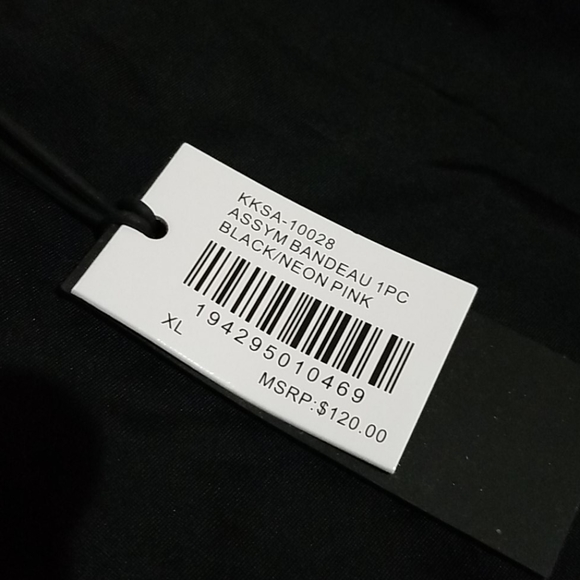 KKSA-10028
ASSYM BANDEAU 1PC
BLACK/NEON PINK
194295010469
XL
MSRP:$120.00